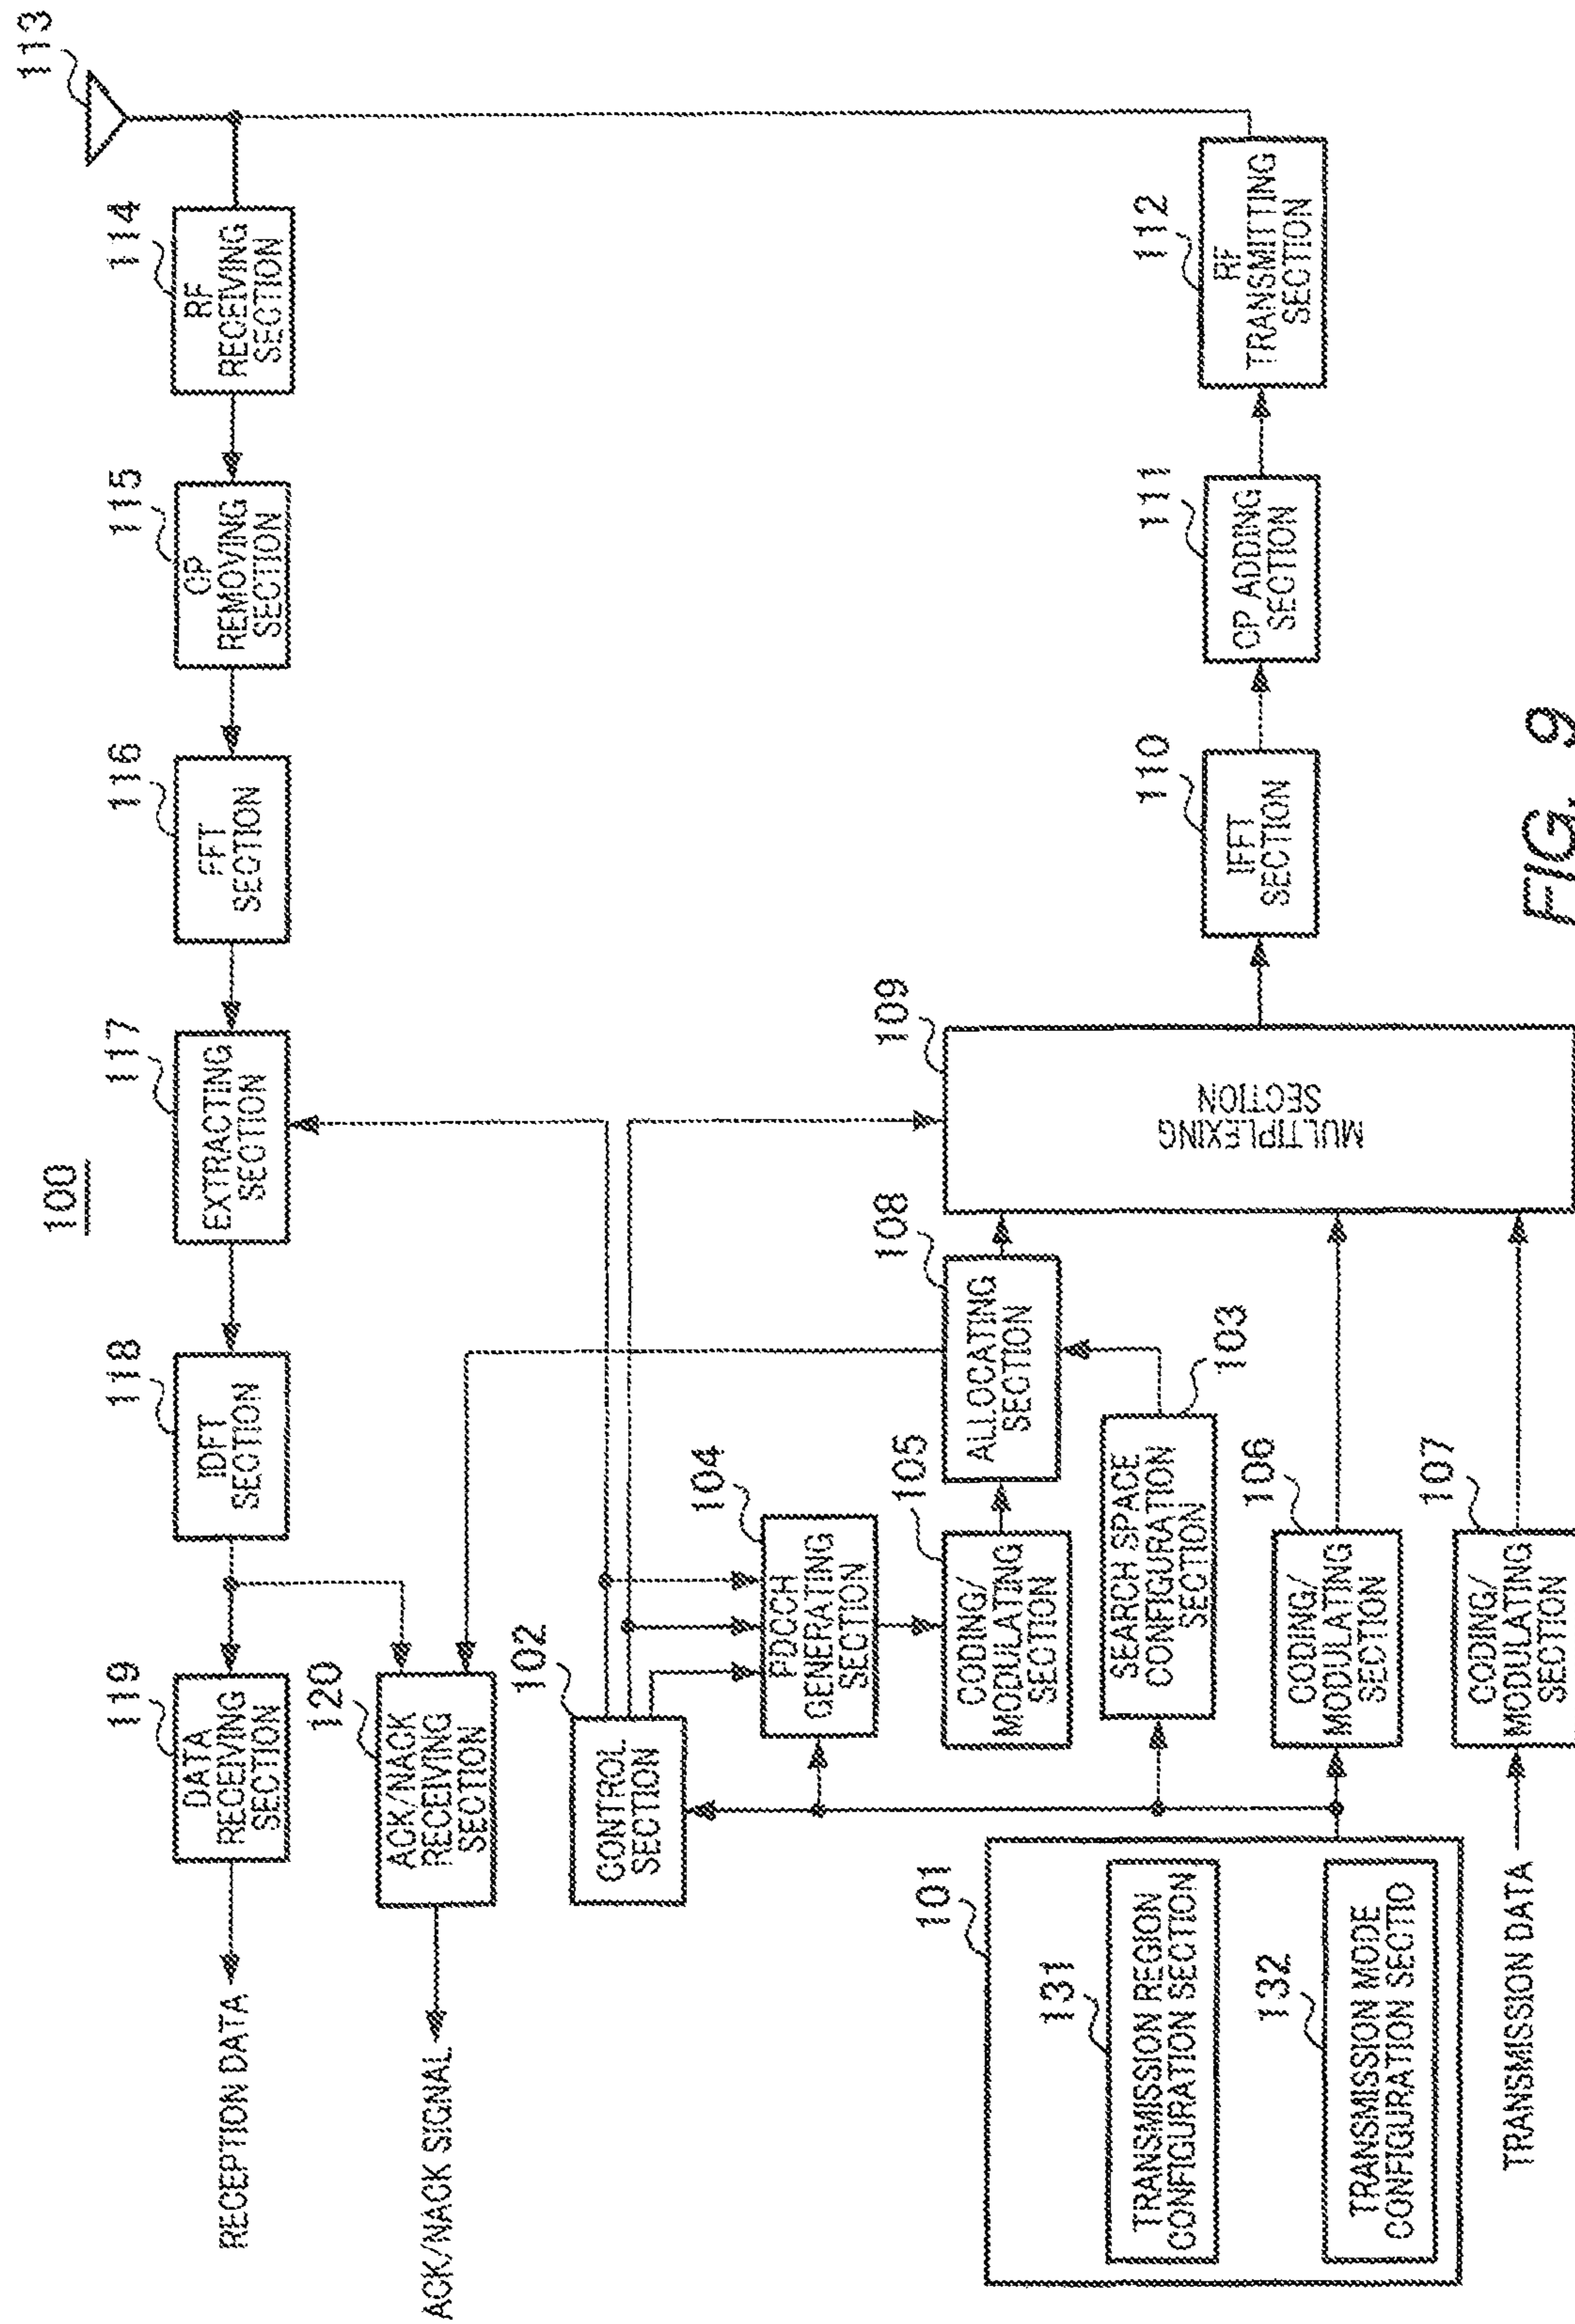 100
113
RECEPTION DATA
119
DATA
RECEIVING
SECTION
118
IDFT
SECTION
117
EXTRACTING
SECTION
116
FFT
SECTION
115
CP
REMOVING
SECTION
114
RF
RECEIVING
SECTION
ACK/NACK SIGNAL
120
ACK/NACK
RECEIVING
SECTION
102
CONTROL
SECTION
104
PDCCH
GENERATING
SECTION
105
CODING/
MODULATING
SECTION
108
ALLOCATING
SECTION
109
MULTIPLEXING
SECTION
110
IFFT
SECTION
111
CP ADDING
SECTION
112
RF
TRANSMITTING
SECTION
103
SEARCH SPACE
CONFIGURATION
SECTION
101
131
TRANSMISSION REGION
CONFIGURATION SECTION
132
TRANSMISSION MODE
CONFIGURATION SECTIO
106
CODING/
MODULATING
SECTION
107
CODING/
MODULATING
SECTION
TRANSMISSION DATA
FIG. 9